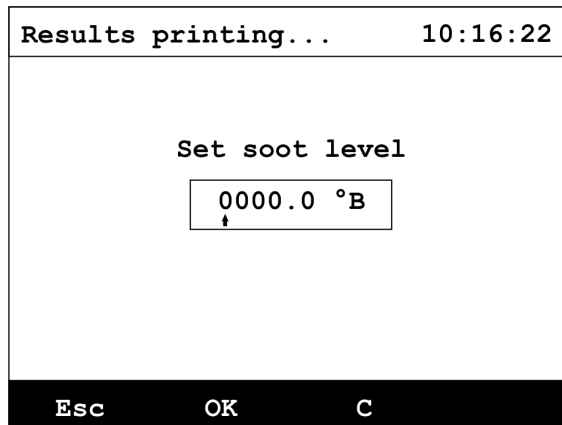 Results printing... 10:16:22
Set soot level
0000.0 °B
Esc OK C